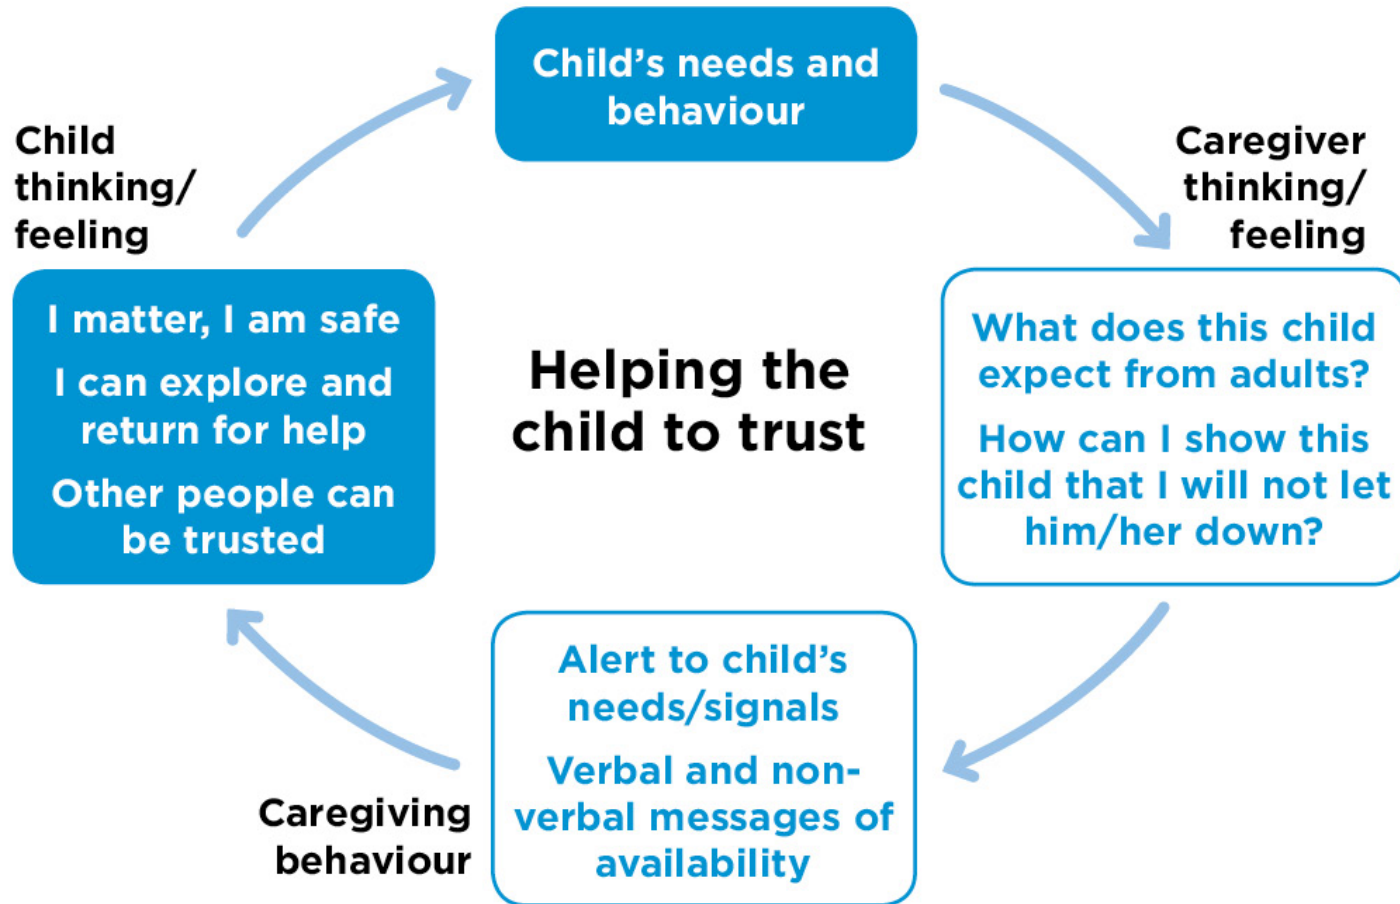 Child's needs and
behaviour
Child
thinking/
feeling
Caregiver
thinking/
feeling
I matter, I am safe
I can explore and
return for help
Other people can
be trusted
Helping the
child to trust
What does this child
expect from adults?
How can I show this
child that I will not let
him/her down?
Alert to child's
needs/signals
Verbal and non-
verbal messages of
availability
Caregiving
behaviour